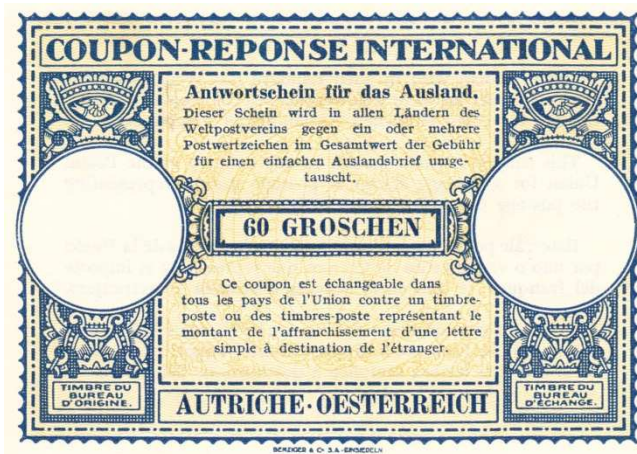 COUPON-REPONSE INTERNATIONAL
Antwortschein für das Ausland.
Dieser Schein wird in allen Ländern des
Weltpostvereins gegen ein oder mehrere
Postwertzeichen im Gesamtwert der Gebühr
für einen einfachen Auslandsbrief umge-
tauscht.
60 GROSCHEN
Ce coupon est échangeable dans
tous les pays de l'Union contre un timbre-
poste ou des timbres-poste représentant le
montant de l'affranchissement d'une lettre
simple à destination de l'étranger.
TIMBRE DU
BUREAU
D'ORIGINE.
AUTRICHE·OESTERREICH
TIMBRE DU
BUREAU
D'ÉCHANGE.
BENZIGER & Co S.A.-EINSIEDELN